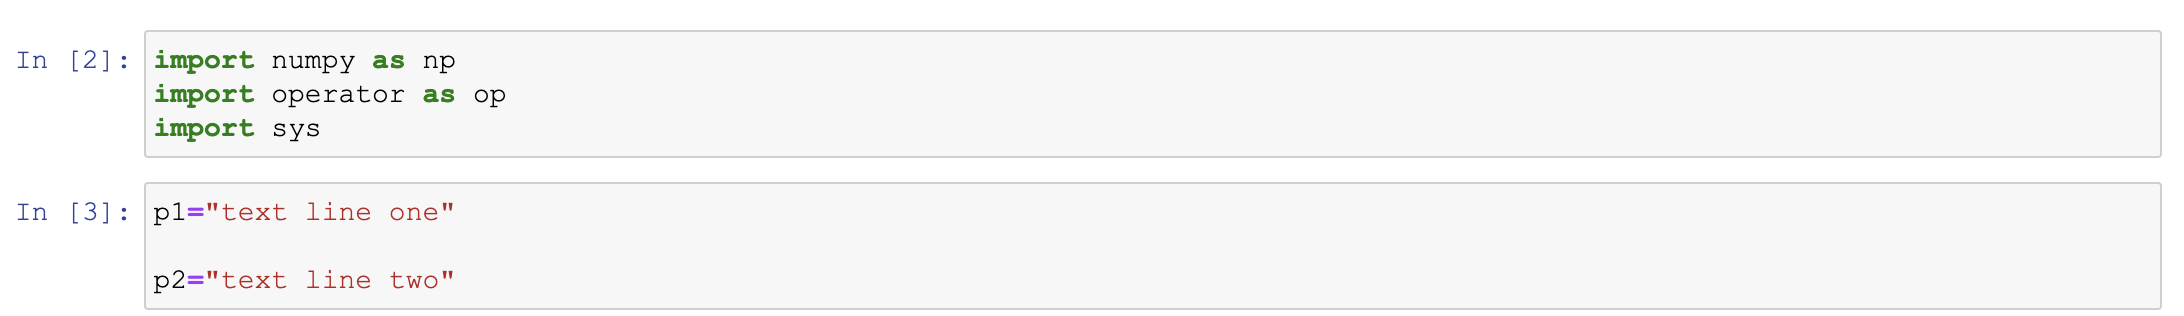 In [2]: import numpy as np
import operator as op
import sys
In [3]: p1="text line one"
p2="text line two"